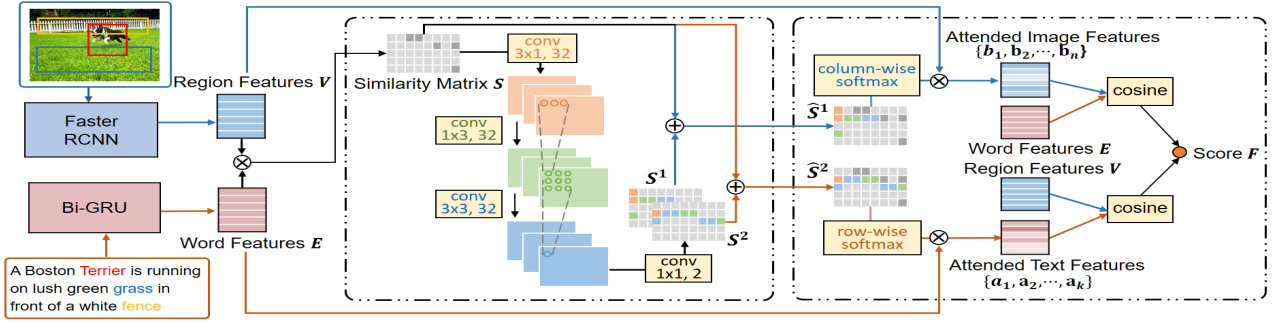 Faster
RCNN
Region Features V
Bi-GRU
Word Features E
A Boston Terrier is running
on lush green grass in
front of a white fence
Similarity Matrix S
conv
3x1, 32
conv
1x3, 32
conv
3x3, 32
conv
1x1, 2
S¹
S²
column-wise
softmax
Ŝ¹
Ŝ²
row-wise
softmax
Attended Image Features
{b₁, b₂,⋯, bₙ}
Word Features E
Region Features V
Attended Text Features
{a₁, a₂,⋯, aₖ}
cosine
cosine
Score F